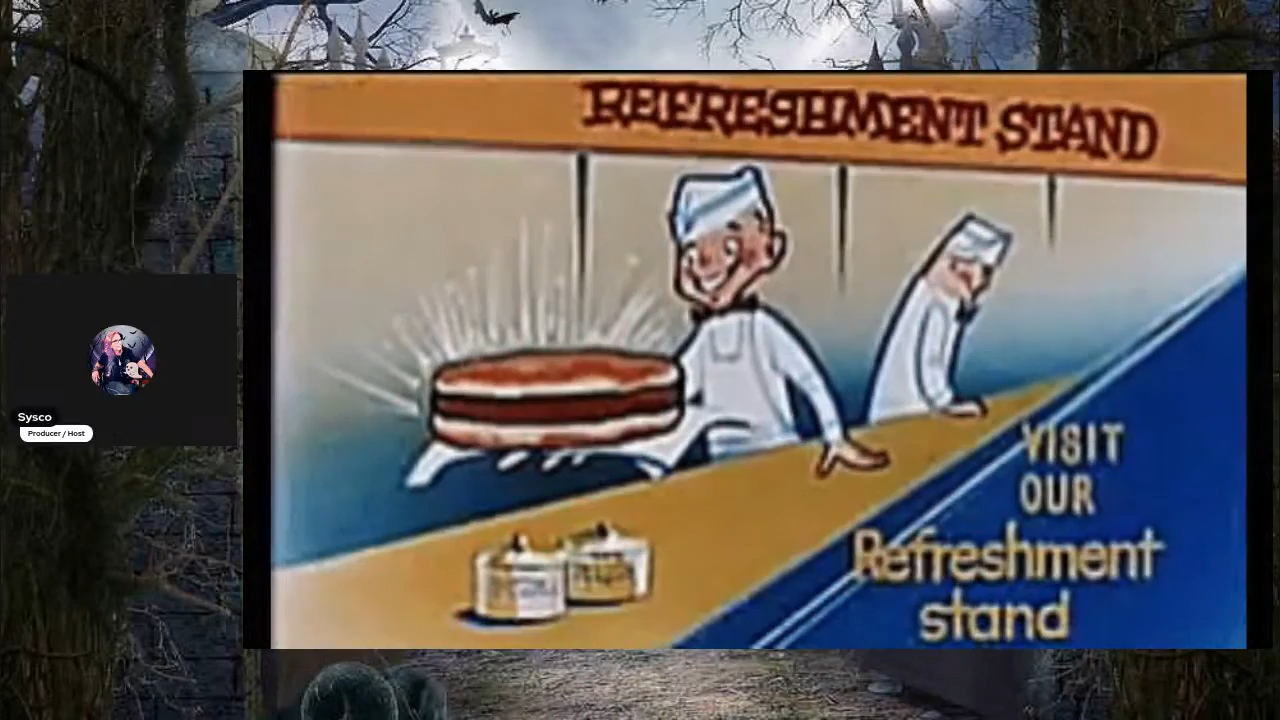 REFRESHMENT STAND
VISIT
OUR
Refreshment
stand
Sysco
Producer / Host